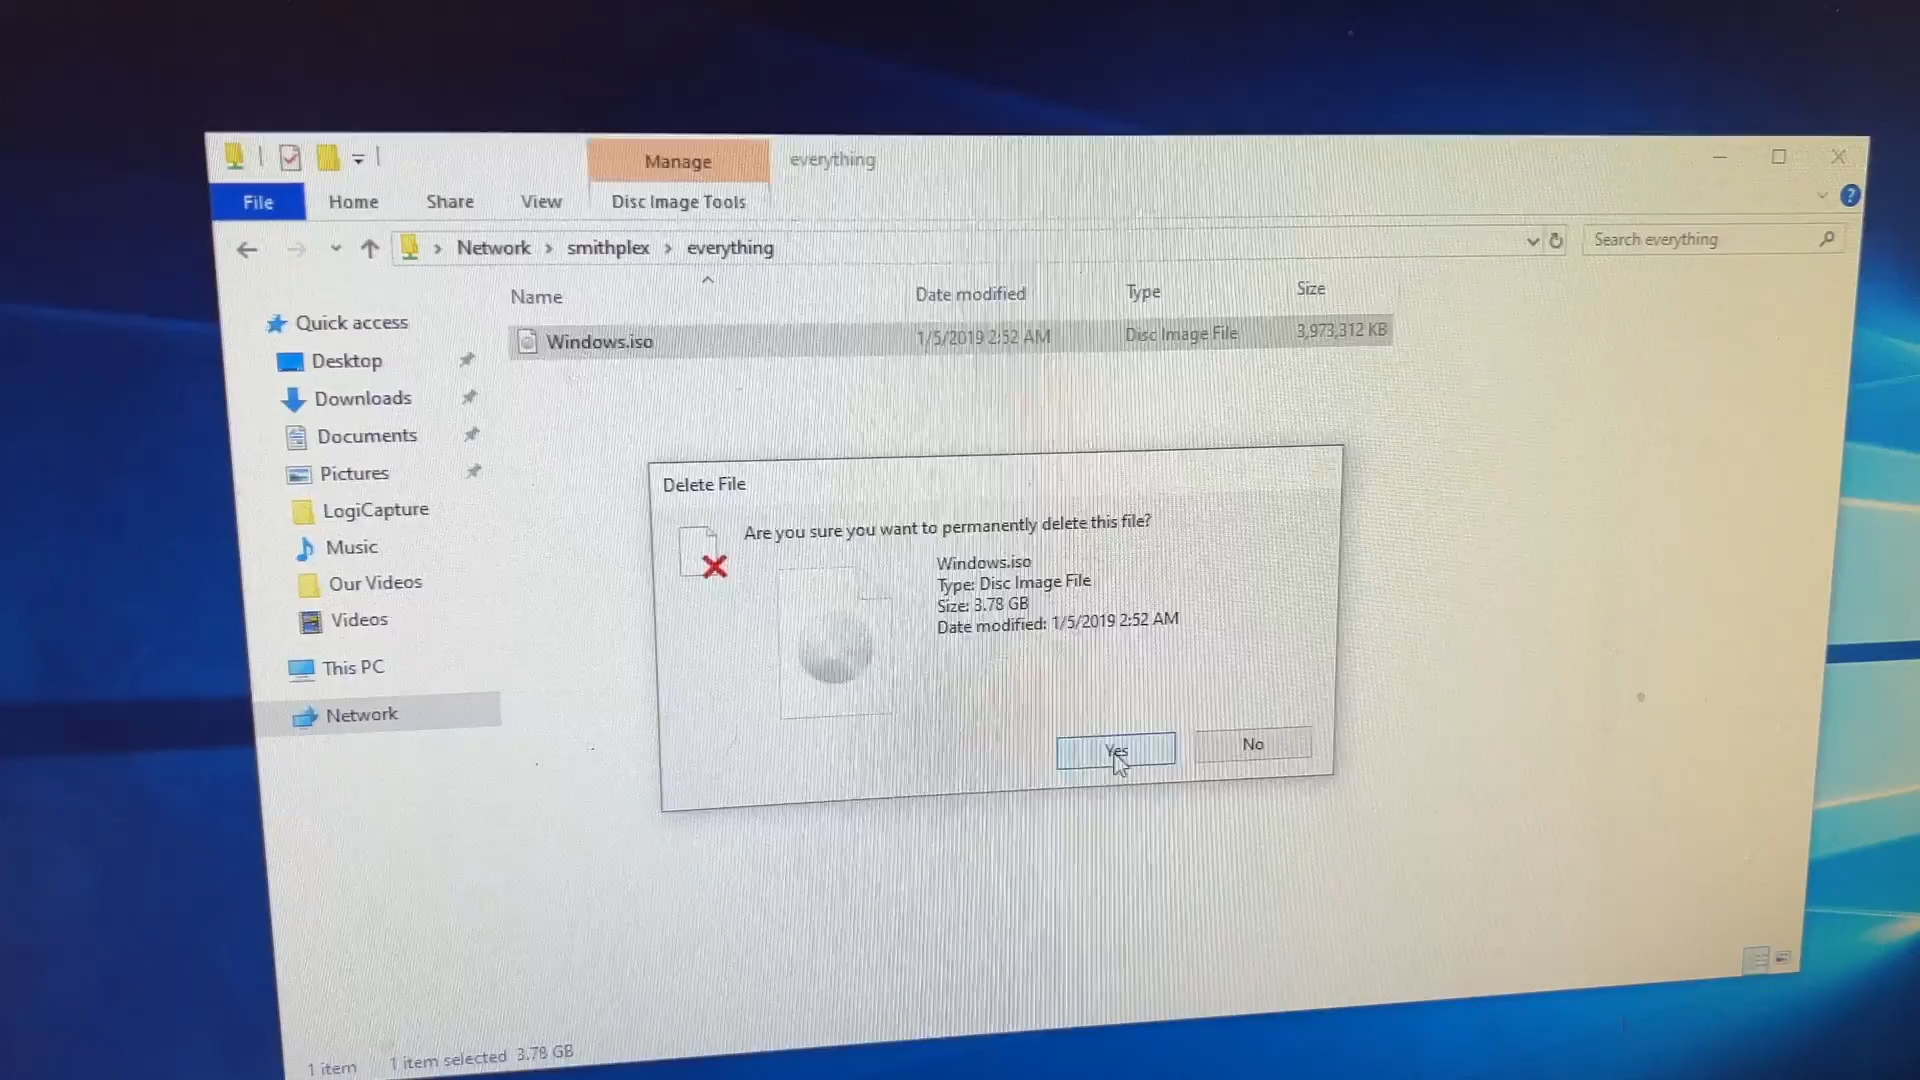 Manage everything
File Home Share View Disc Image Tools
Network smithplex everything Search everything
Name Date modified Type Size
Windows.iso 1/5/2019 2:52 AM Disc Image File 3,973,312 KB
Quick access
Desktop
Downloads
Documents
Pictures
LogiCapture
Music
Our Videos
Videos
This PC
Network
Delete File
Are you sure you want to permanently delete this file?
Windows.iso
Type: Disc Image File
Size: 3.78 GB
Date modified: 1/5/2019 2:52 AM
Yes No
1 item 1 item selected 3.78 GB